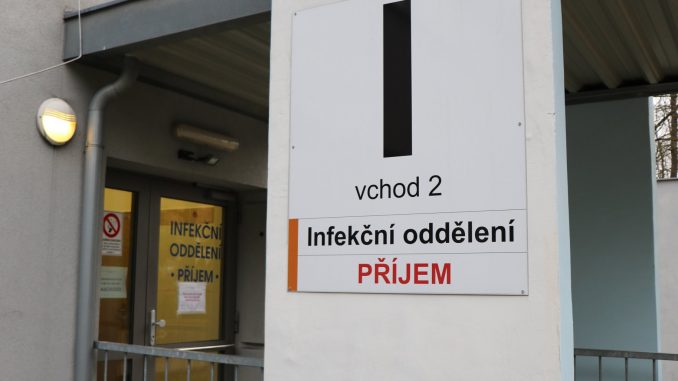 I
vchod 2
Infekční oddělení
PŘÍJEM
INFEKČNÍ
ODDĚLENÍ
• PŘÍJEM •